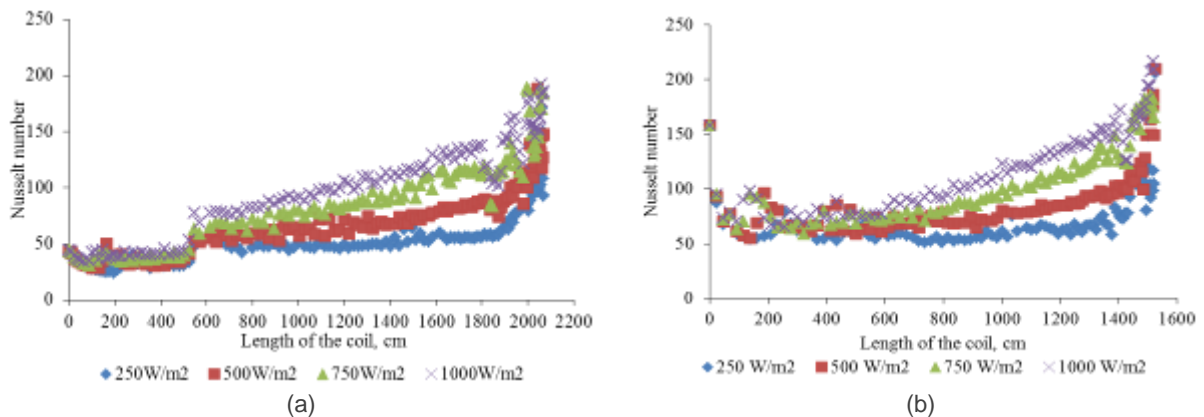 250
200
150
100
50
0
Nusselt number
0 200 400 600 800 1000 1200 1400 1600 1800 2000 2200
Length of the coil, cm
250W/m2 500W/m2 750W/m2 1000W/m2
(a)
250
200
150
100
50
0
Nusselt number
0 200 400 600 800 1000 1200 1400 1600
Length of the coil, cm
250 W/m2 500 W/m2 750 W/m2 1000 W/m2
(b)